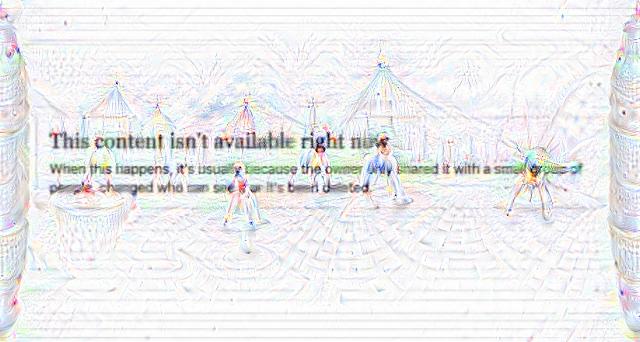 This content isn't available right now
When this happens, it's usually because the owner only shared it with a small group of
people, changed who can see it or it's been deleted.